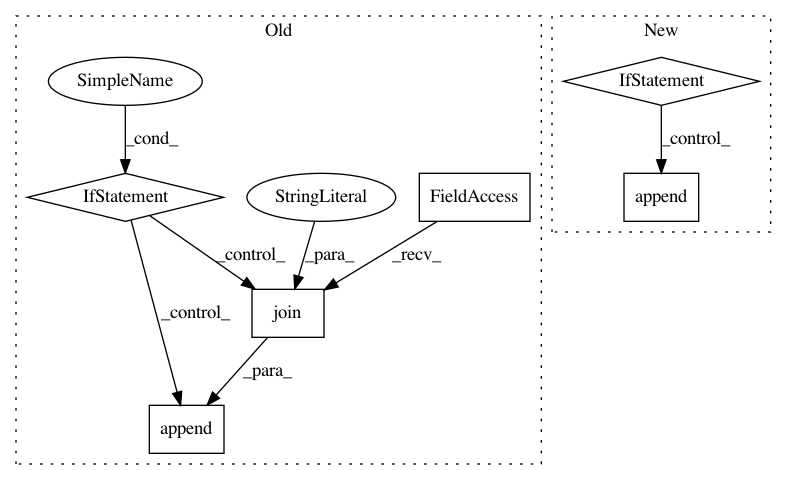 Old
New
SimpleName
IfStatement
_cond_
_control_
IfStatement
StringLiteral
FieldAccess
append
_control_
_para_
_recv_
_control_
join
_para_
append